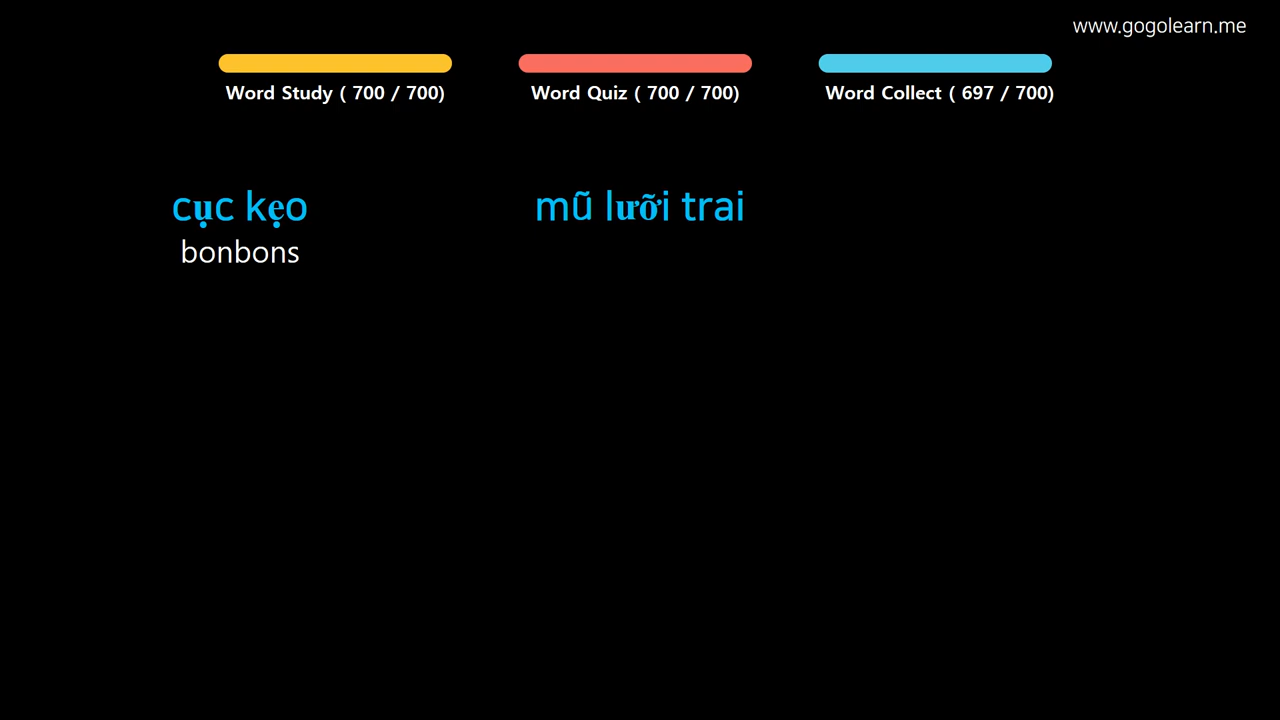 www.gogolearn.me
Word Study ( 700 / 700)
Word Quiz ( 700 / 700)
Word Collect ( 697 / 700)
cục kẹo
bonbons
mũ lưỡi trai